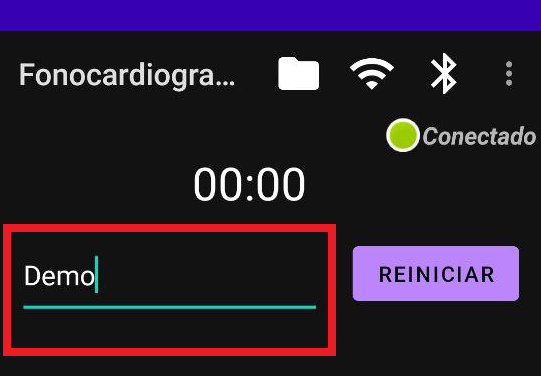 Fonocardiogra...
Conectado
00:00
Demo
REINICIAR